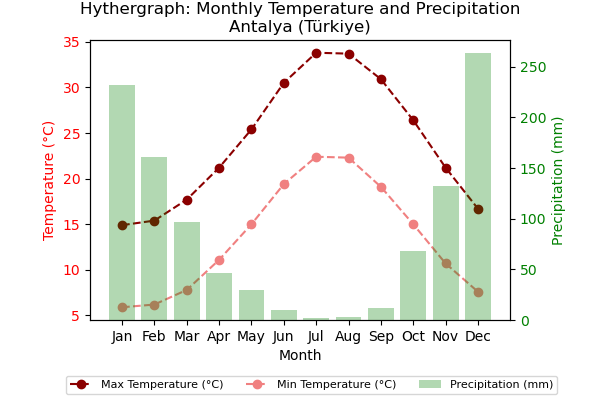 Hythergraph: Monthly Temperature and Precipitation
Antalya (Türkiye)
35
30
25
20
15
10
5
Temperature (°C)
250
200
150
100
50
0
Precipitation (mm)
Jan Feb Mar Apr May Jun Jul Aug Sep Oct Nov Dec
Month
Max Temperature (°C) Min Temperature (°C) Precipitation (mm)